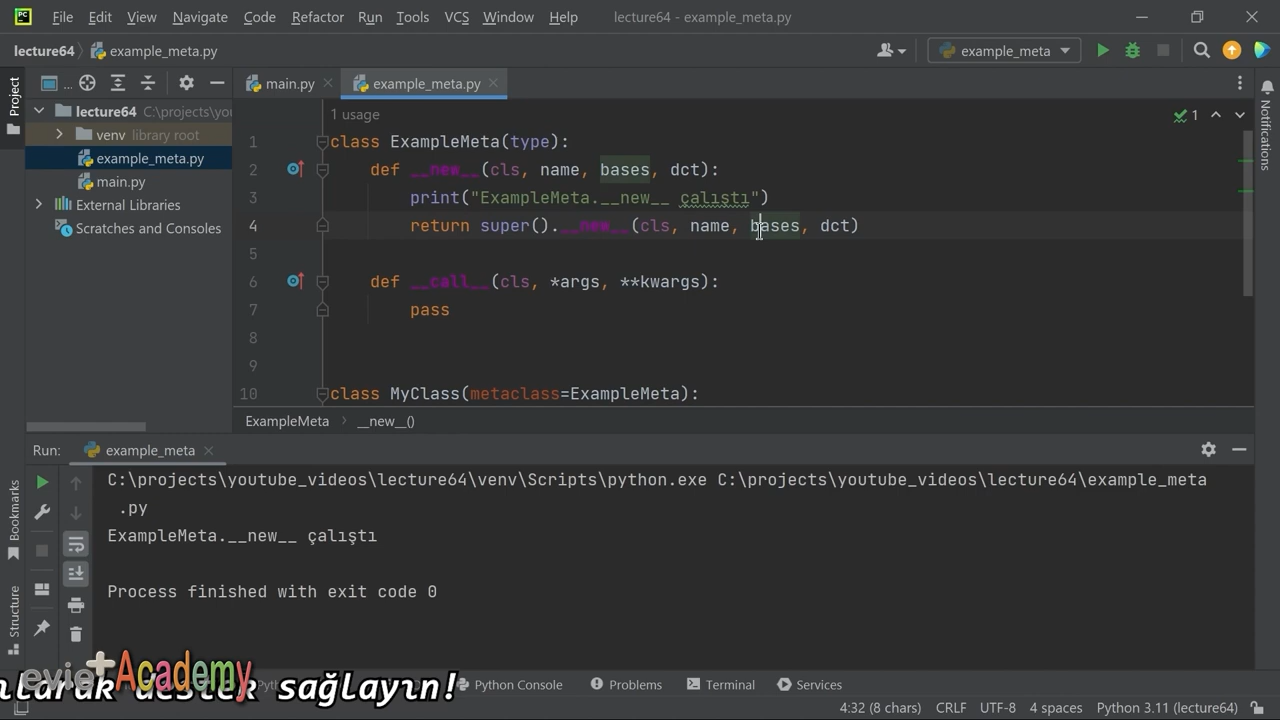 File Edit View Navigate Code Refactor Run Tools VCS Window Help lecture64 - example_meta.py
lecture64 example_meta.py example_meta
Project ... main.py example_meta.py Notifications
lecture64 C:\projects\you
venv library root
example_meta.py
main.py
External Libraries
Scratches and Consoles
1 usage
1 class ExampleMeta(type):
2 def __new__(cls, name, bases, dct):
3 print("ExampleMeta.__new__ çalıştı")
4 return super().__new__(cls, name, bases, dct)
5
6 def __call__(cls, *args, **kwargs):
7 pass
8
9
10 class MyClass(metaclass=ExampleMeta):
1
ExampleMeta __new__()
Run: example_meta
C:\projects\youtube_videos\lecture64\venv\Scripts\python.exe C:\projects\youtube_videos\lecture64\example_meta
.py
ExampleMeta.__new__ çalıştı
Process finished with exit code 0
Bookmarks
Structure
evie+Academy
destek sağlayın!
Python Console Problems Terminal Services
4:32 (8 chars) CRLF UTF-8 4 spaces Python 3.11 (lecture64)